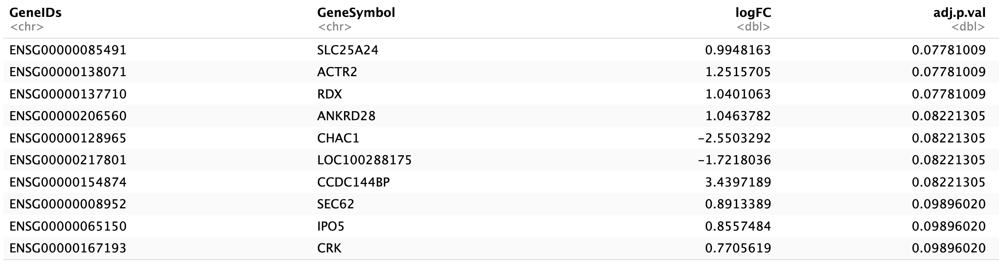 GeneIDs GeneSymbol logFC adj.p.val
<chr> <chr> <dbl> <dbl>
ENSG00000085491 SLC25A24 0.9948163 0.07781009
ENSG00000138071 ACTR2 1.2515705 0.07781009
ENSG00000137710 RDX 1.0401063 0.07781009
ENSG00000206560 ANKRD28 1.0463782 0.08221305
ENSG00000128965 CHAC1 −2.5503292 0.08221305
ENSG00000217801 LOC100288175 −1.7218036 0.08221305
ENSG00000154874 CCDC144BP 3.4397189 0.08221305
ENSG00000008952 SEC62 0.8913389 0.09896020
ENSG00000065150 IPO5 0.8557484 0.09896020
ENSG00000167193 CRK 0.7705619 0.09896020